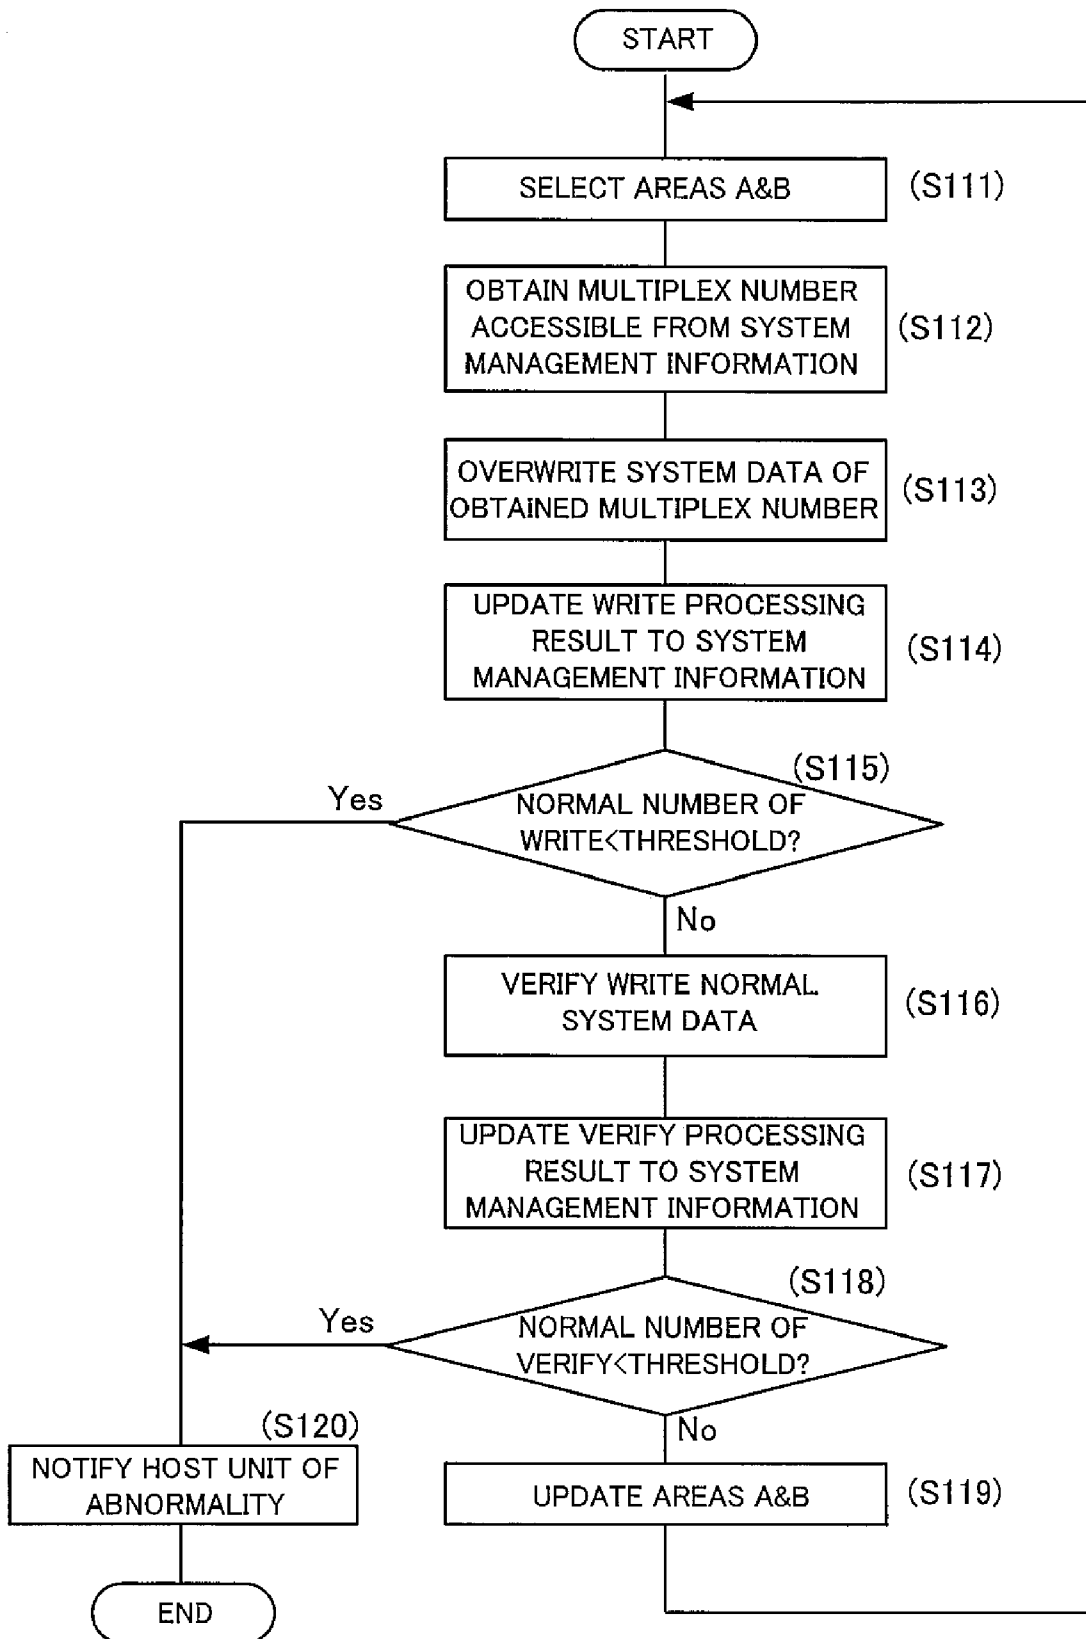 START
SELECT AREAS A&B
(S111)
OBTAIN MULTIPLEX NUMBER
ACCESSIBLE FROM SYSTEM
MANAGEMENT INFORMATION
(S112)
OVERWRITE SYSTEM DATA OF
OBTAINED MULTIPLEX NUMBER
(S113)
UPDATE WRITE PROCESSING
RESULT TO SYSTEM
MANAGEMENT INFORMATION
(S114)
(S115)
Yes
NORMAL NUMBER OF
WRITE<THRESHOLD?
No
VERIFY WRITE NORMAL
SYSTEM DATA
(S116)
UPDATE VERIFY PROCESSING
RESULT TO SYSTEM
MANAGEMENT INFORMATION
(S117)
(S118)
Yes
NORMAL NUMBER OF
VERIFY<THRESHOLD?
No
(S120)
NOTIFY HOST UNIT OF
ABNORMALITY
UPDATE AREAS A&B
(S119)
END